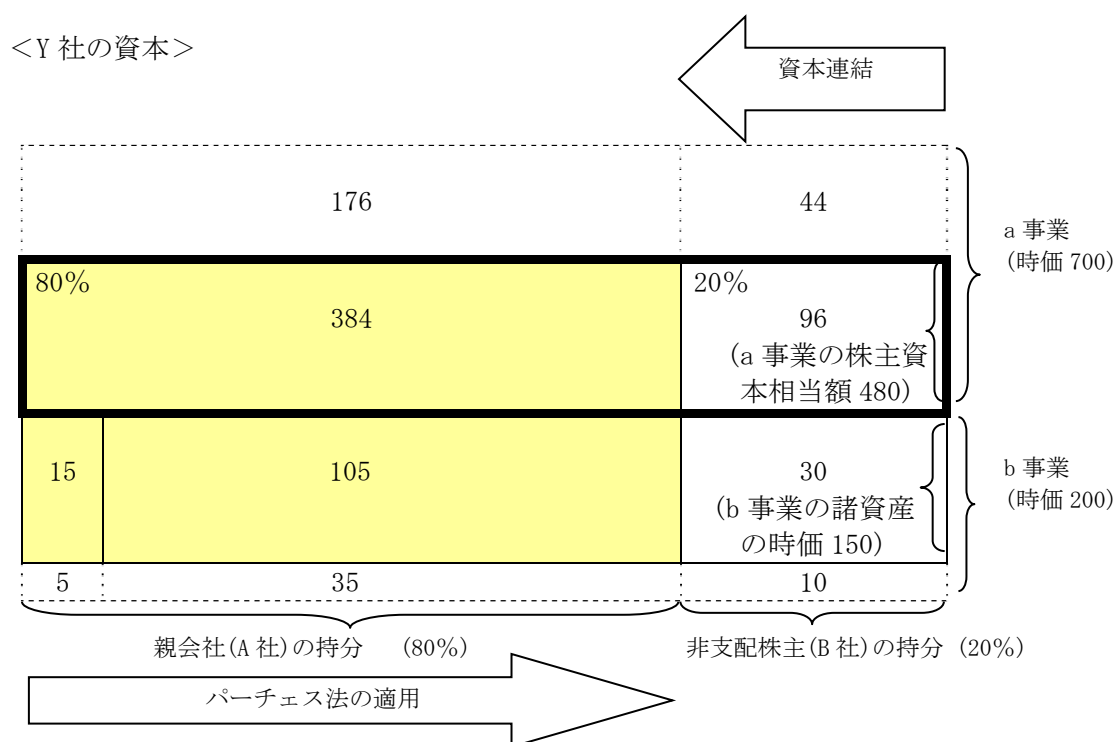 <Y 社の資本>
資本連結
176
44
a 事業
(時価 700)
80%
20%
384
96
(a 事業の株主資
本相当額 480)
15
105
30
(b 事業の諸資産
の時価 150)
b 事業
(時価 200)
5
35
10
親会社(A 社)の持分 (80%)
非支配株主(B 社)の持分 (20%)
パーチェス法の適用